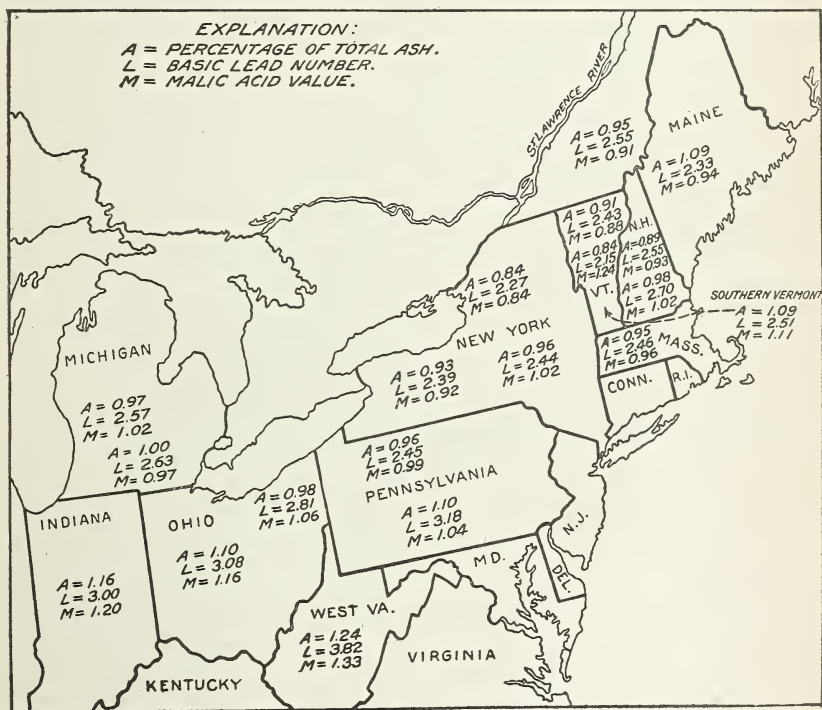 EXPLANATION:
A = PERCENTAGE OF TOTAL ASH.
L = BASIC LEAD NUMBER.
M = MALIC ACID VALUE.
ST. LAWRENCE RIVER
A = 0.95
L = 2.55
M = 0.91
MAINE
A = 1.09
L = 2.33
M = 0.94
A = 0.91
L = 2.43
M = 0.88
A = 0.84
L = 2.15
M = 1.24
VT.
N.H.
A = 0.89
L = 2.55
M = 0.93
A = 0.98
L = 2.70
M = 1.02
SOUTHERN VERMONT
A = 1.09
L = 2.51
M = 1.11
A = 0.95
L = 2.46
M = 0.96
MASS.
CONN.
R.I.
A = 0.84
L = 2.27
M = 0.84
NEW YORK
A = 0.93
L = 2.39
M = 0.92
A = 0.96
L = 2.44
M = 1.02
MICHIGAN
A = 0.97
L = 2.57
M = 1.02
A = 1.00
L = 2.63
M = 0.97
A = 0.96
L = 2.45
M = 0.99
PENNSYLVANIA
A = 1.10
L = 3.18
M = 1.04
N.J.
INDIANA
A = 1.16
L = 3.00
M = 1.20
OHIO
A = 0.98
L = 2.81
M = 1.06
A = 1.10
L = 3.08
M = 1.16
MD.
DEL.
WEST VA.
A = 1.24
L = 3.82
M = 1.33
VIRGINIA
KENTUCKY